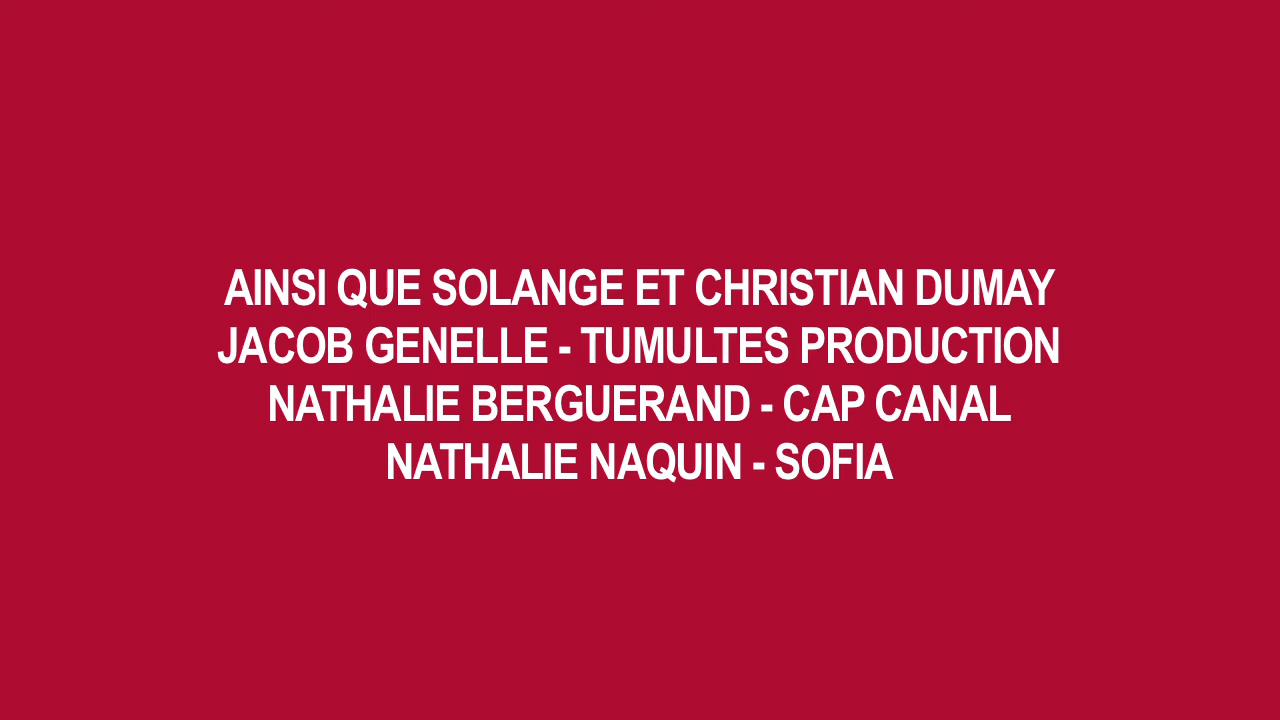 AINSI QUE SOLANGE ET CHRISTIAN DUMAY
JACOB GENELLE - TUMULTES PRODUCTION
NATHALIE BERGUERAND - CAP CANAL
NATHALIE NAQUIN - SOFIA